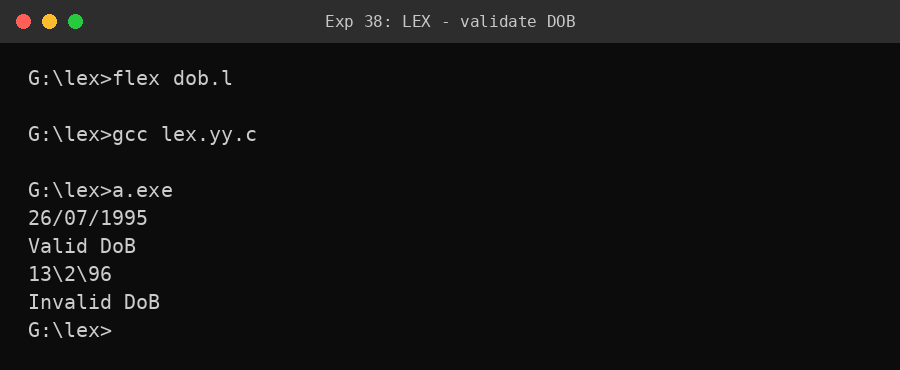 Exp 38: LEX - validate DOB
G:\lex>flex dob.l
G:\lex>gcc lex.yy.c
G:\lex>a.exe
26/07/1995
Valid DoB
13\2\96
Invalid DoB
G:\lex>